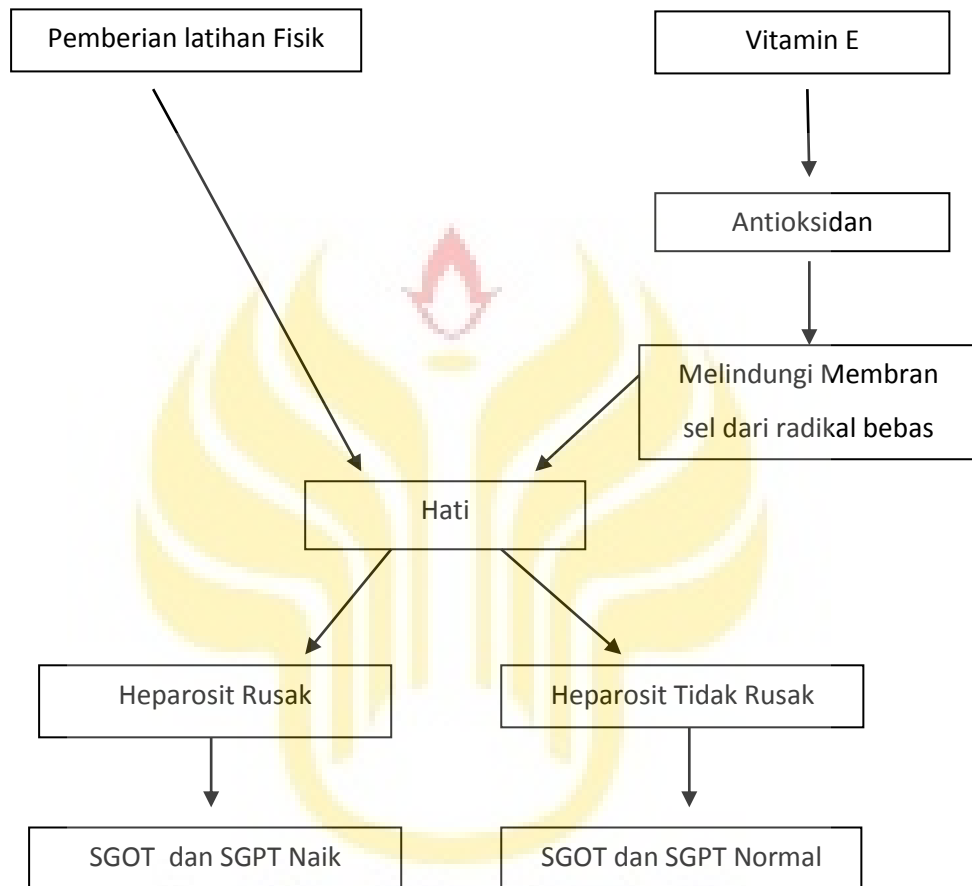 Pemberian latihan Fisik
Vitamin E
Antioksidan
Melindungi Membran
sel dari radikal bebas
Hati
Heparosit Rusak
Heparosit Tidak Rusak
SGOT dan SGPT Naik
SGOT dan SGPT Normal